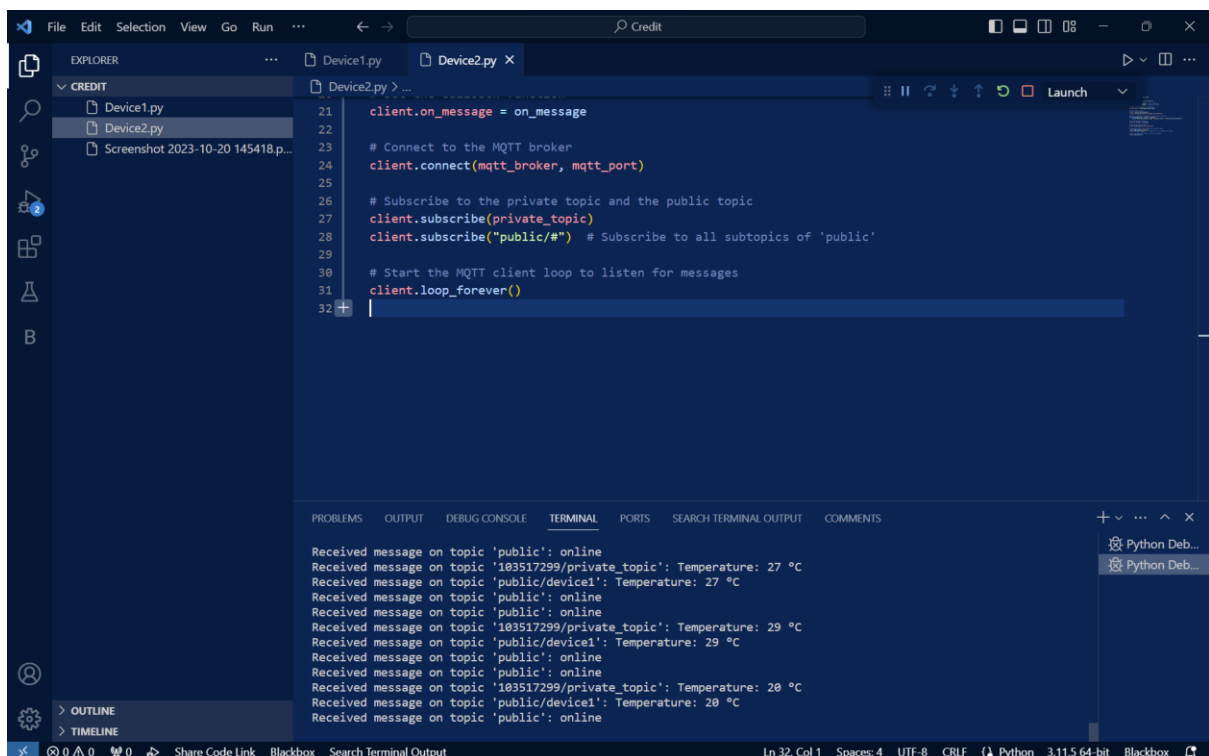 File Edit Selection View Go Run ··· ← → Credit
EXPLORER ···
CREDIT
Device1.py
Device2.py
Screenshot 2023-10-20 145418.p...
OUTLINE
TIMELINE
2
B
Device1.py Device2.py ×
Device2.py > ...
Launch
21 client.on_message = on_message
22
23 # Connect to the MQTT broker
24 client.connect(mqtt_broker, mqtt_port)
25
26 # Subscribe to the private topic and the public topic
27 client.subscribe(private_topic)
28 client.subscribe("public/#") # Subscribe to all subtopics of 'public'
29
30 # Start the MQTT client loop to listen for messages
31 client.loop_forever()
32
PROBLEMS OUTPUT DEBUG CONSOLE TERMINAL PORTS SEARCH TERMINAL OUTPUT COMMENTS
Received message on topic 'public': online
Received message on topic '103517299/private_topic': Temperature: 27 ºC
Received message on topic 'public/device1': Temperature: 27 ºC
Received message on topic 'public': online
Received message on topic 'public': online
Received message on topic '103517299/private_topic': Temperature: 29 ºC
Received message on topic 'public/device1': Temperature: 29 ºC
Received message on topic 'public': online
Received message on topic 'public': online
Received message on topic '103517299/private_topic': Temperature: 20 ºC
Received message on topic 'public/device1': Temperature: 20 ºC
Received message on topic 'public': online
Python Deb...
Python Deb...
0 0 0 Share Code Link Blackbox Search Terminal Output Ln 32, Col 1 Spaces: 4 UTF-8 CRLF Python 3.11.5 64-bit Blackbox